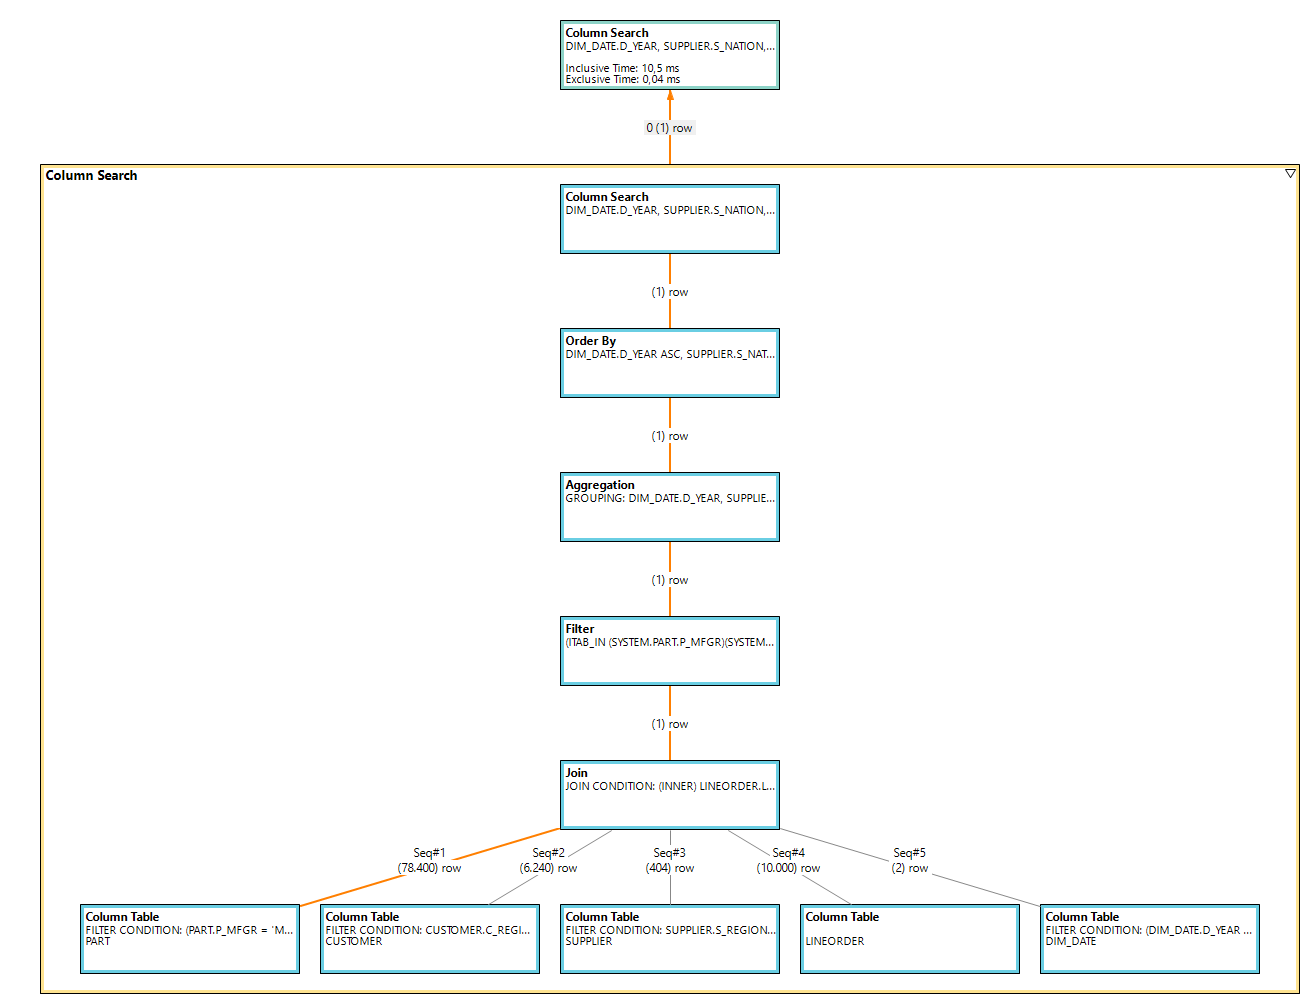 Column Search
DIM_DATE.D_YEAR, SUPPLIER.S_NATION,...
Inclusive Time: 10,5 ms
Exclusive Time: 0,04 ms
0 (1) row
Column Search
Column Search
DIM_DATE.D_YEAR, SUPPLIER.S_NATION,...
(1) row
Order By
DIM_DATE.D_YEAR ASC, SUPPLIER.S_NAT...
(1) row
Aggregation
GROUPING: DIM_DATE.D_YEAR, SUPPLIE...
(1) row
Filter
(ITAB_IN (SYSTEM.PART.P_MFGR)(SYSTEM...
(1) row
Join
JOIN CONDITION: (INNER) LINEORDER.L...
Seq#1
(78.400) row
Seq#2
(6.240) row
Seq#3
(404) row
Seq#4
(10.000) row
Seq#5
(2) row
Column Table
FILTER CONDITION: (PART.P_MFGR = 'M...
PART
Column Table
FILTER CONDITION: CUSTOMER.C_REGI...
CUSTOMER
Column Table
FILTER CONDITION: SUPPLIER.S_REGION...
SUPPLIER
Column Table
LINEORDER
Column Table
FILTER CONDITION: (DIM_DATE.D_YEAR ...
DIM_DATE